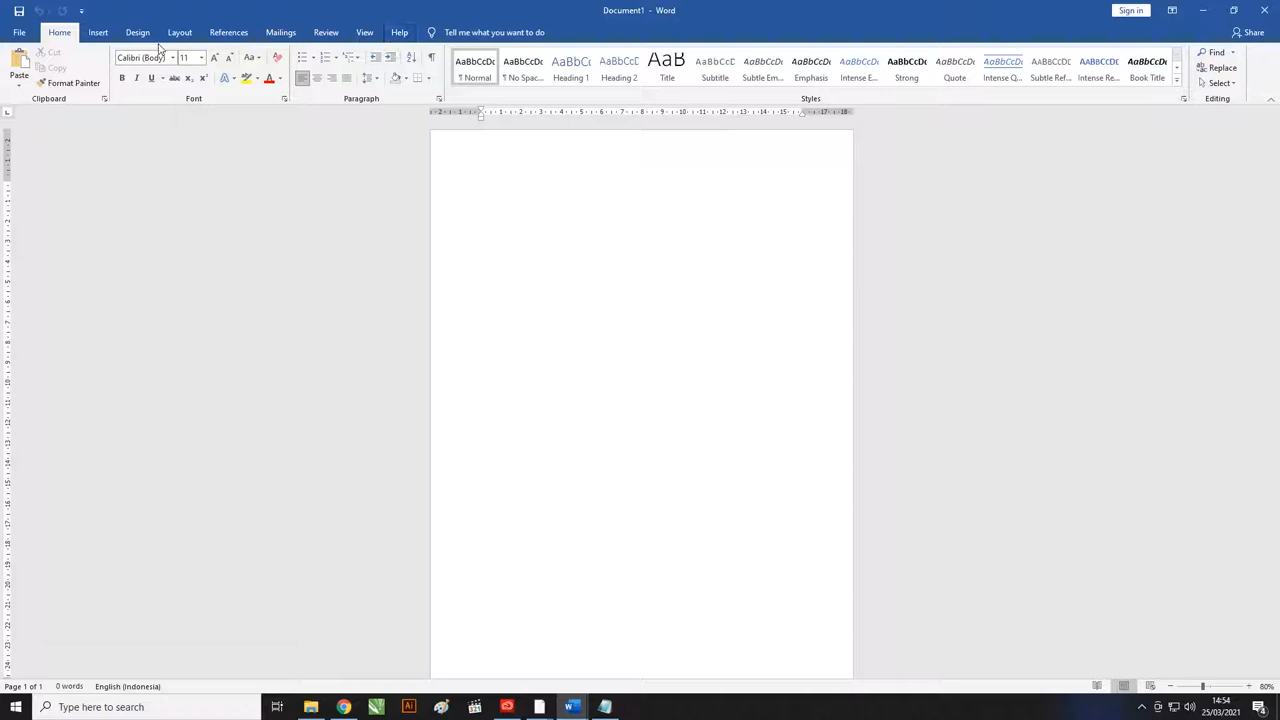 Document1 - Word
Sign in
File Home Insert Design Layout References Mailings Review View Help Tell me what you want to do Share
Paste
Cut
Copy
Format Painter
Clipboard
Calibri (Body) 11
Font
Paragraph
AaBbCcDc AaBbCcDc AaBbCc AaBbCcC AaB AaBbCcD AaBbCcDc AaBbCcDc AaBbCcDc AaBbCcDc AaBbCcDc AaBbCcDc AaBbCcDc AaBbCcDc AaBbCcDc
¶ Normal ¶ No Spac... Heading 1 Heading 2 Title Subtitle Subtle Em... Emphasis Intense E... Strong Quote Intense Q... Subtle Ref... Intense Re... Book Title
Styles
Find
Replace
Select
Editing
Page 1 of 1 0 words English (Indonesia) 80%
Type here to search
14:54
25/03/2021